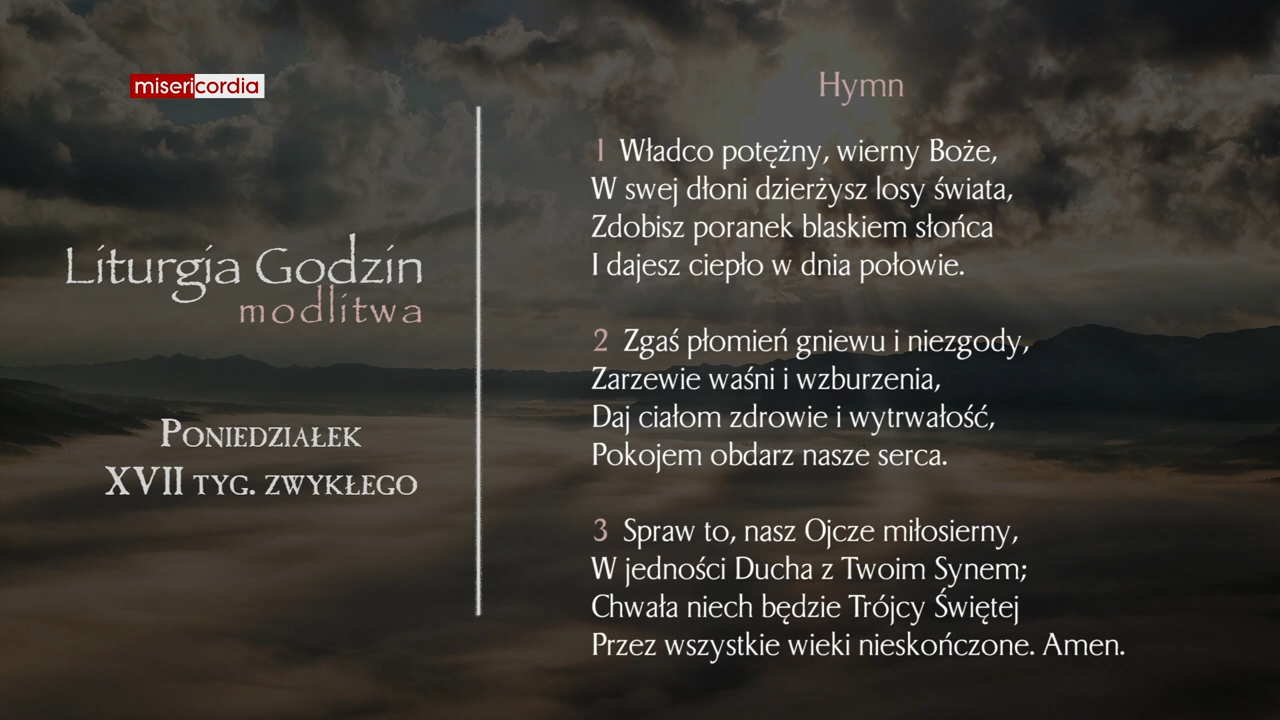 misericordia
Liturgia Godzin
modlitwa
Poniedziałek
XVII tyg. zwykłego
Hymn
1 Władco potężny, wierny Boże,
W swej dłoni dzierżysz losy świata,
Zdobisz poranek blaskiem słońca
I dajesz ciepło w dnia połowie.
2 Zgaś płomień gniewu i niezgody,
Zarzewie waśni i wzburzenia,
Daj ciałom zdrowie i wytrwałość,
Pokojem obdarz nasze serca.
3 Spraw to, nasz Ojcze miłosierny,
W jedności Ducha z Twoim Synem;
Chwała niech będzie Trójcy Świętej
Przez wszystkie wieki nieskończone. Amen.